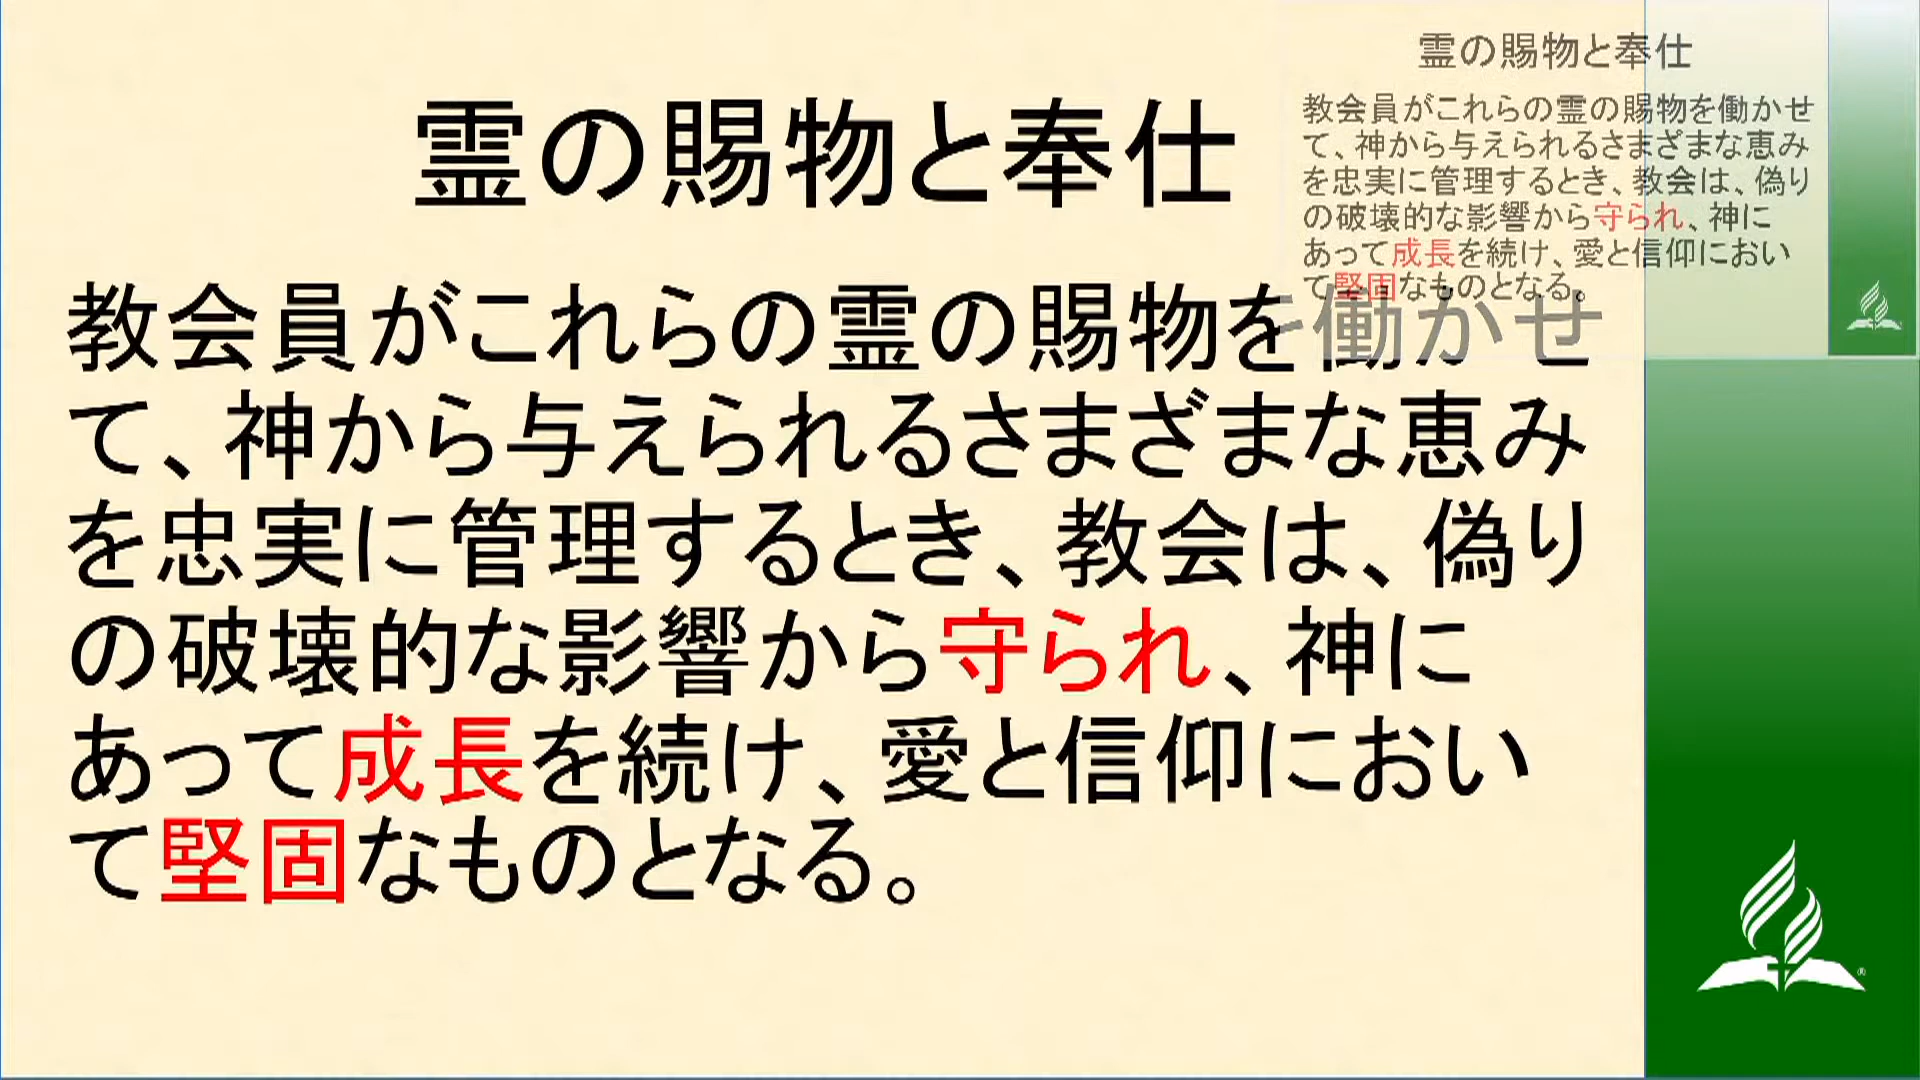 霊の賜物と奉仕
教会員がこれらの霊の賜物を働かせ
て、神から与えられるさまざまな恵み
を忠実に管理するとき、教会は、偽り
の破壊的な影響から守られ、神に
あって成長を続け、愛と信仰におい
て堅固なものとなる。
霊の賜物と奉仕
教会員がこれらの霊の賜物を働かせ
て、神から与えられるさまざまな恵み
を忠実に管理するとき、教会は、偽り
の破壊的な影響から守られ、神に
あって成長を続け、愛と信仰におい
て堅固なものとなる。